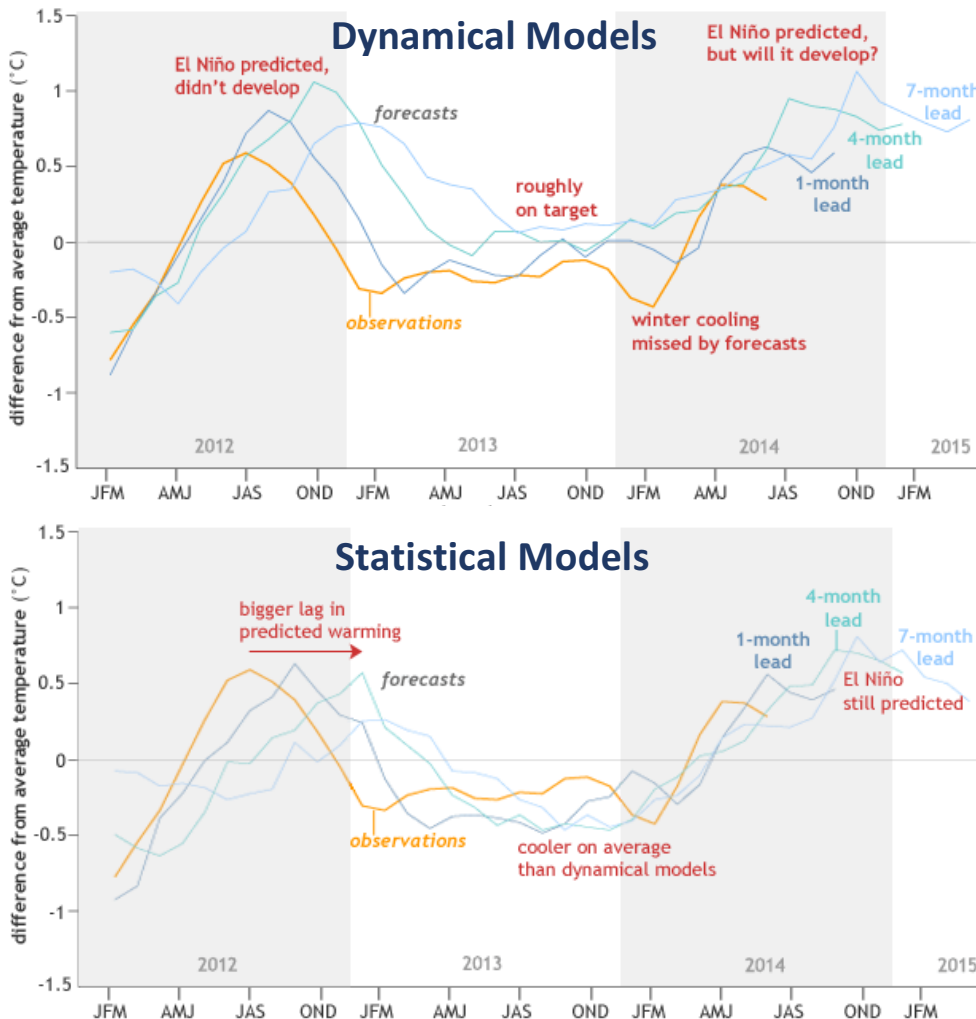 Dynamical Models
difference from average temperature (˚C)
1.5
1
0.5
0
-0.5
-1
-1.5
El Niño predicted,
didn't develop
forecasts
El Niño predicted,
but will it develop?
7-month
lead
4-month
lead
1-month
lead
roughly
on target
observations
winter cooling
missed by forecasts
2012
2013
2014
2015
JFM AMJ JAS OND JFM AMJ JAS OND JFM AMJ JAS OND JFM
Statistical Models
difference from average temperature (˚C)
1.5
1
0.5
0
-0.5
-1
-1.5
bigger lag in
predicted warming
forecasts
4-month
lead
1-month
lead
7-month
lead
El Niño
still predicted
observations
cooler on average
than dynamical models
2012
2013
2014
2015
JFM AMJ JAS OND JFM AMJ JAS OND JFM AMJ JAS OND JFM